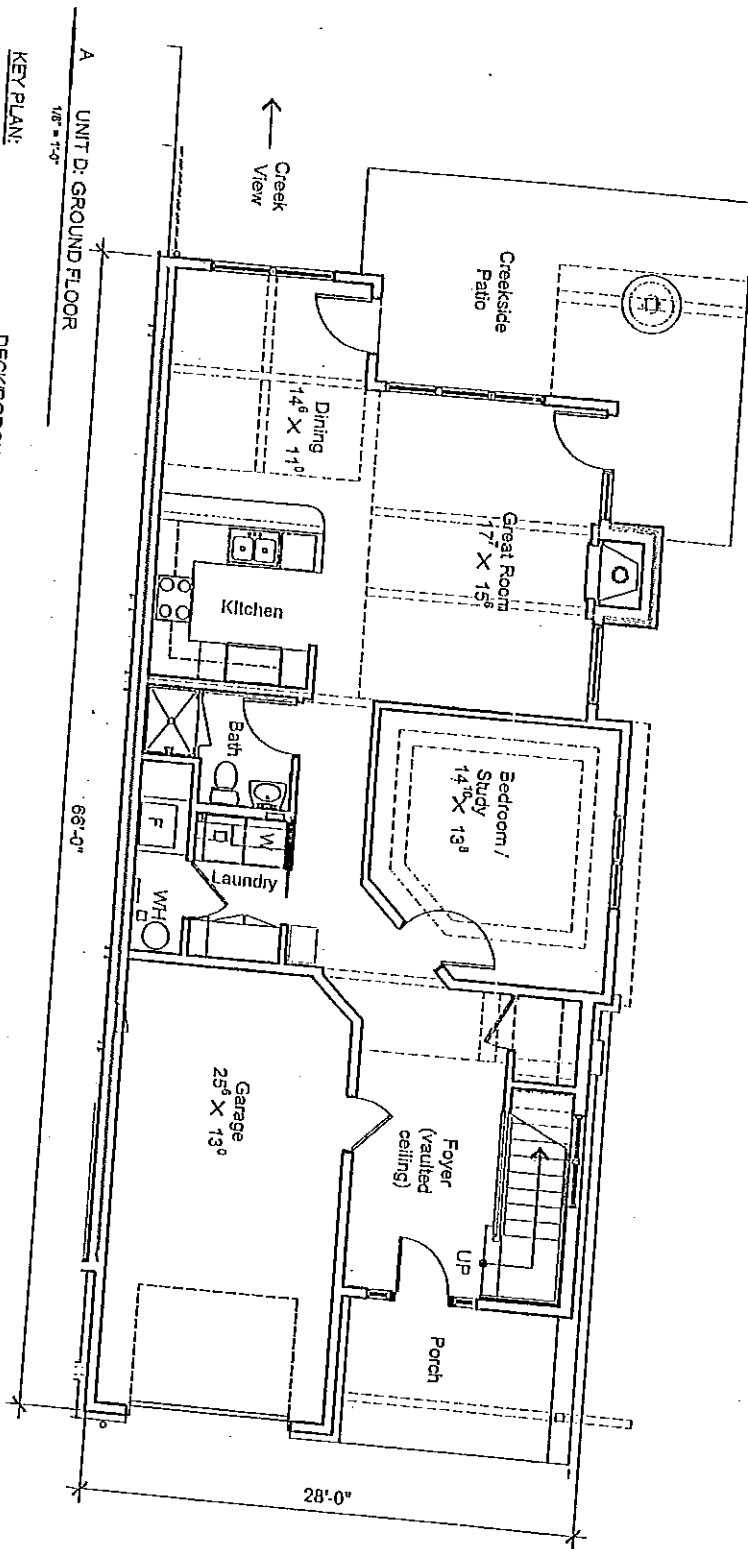 Creekside
Patio
Creek
View
Dining
14⁶ X 11⁰
Great Room
17⁷ X 15⁶
Kitchen
Bath
Bedroom /
Study
14¹⁰ X 13⁸
W
Laundry
F
WH
Garage
25⁶ X 13⁰
Foyer
(vaulted
ceiling)
UP
Porch
66'-0"
28'-0"
A UNIT D: GROUND FLOOR
1/8" = 1'-0"
KEY PLAN: